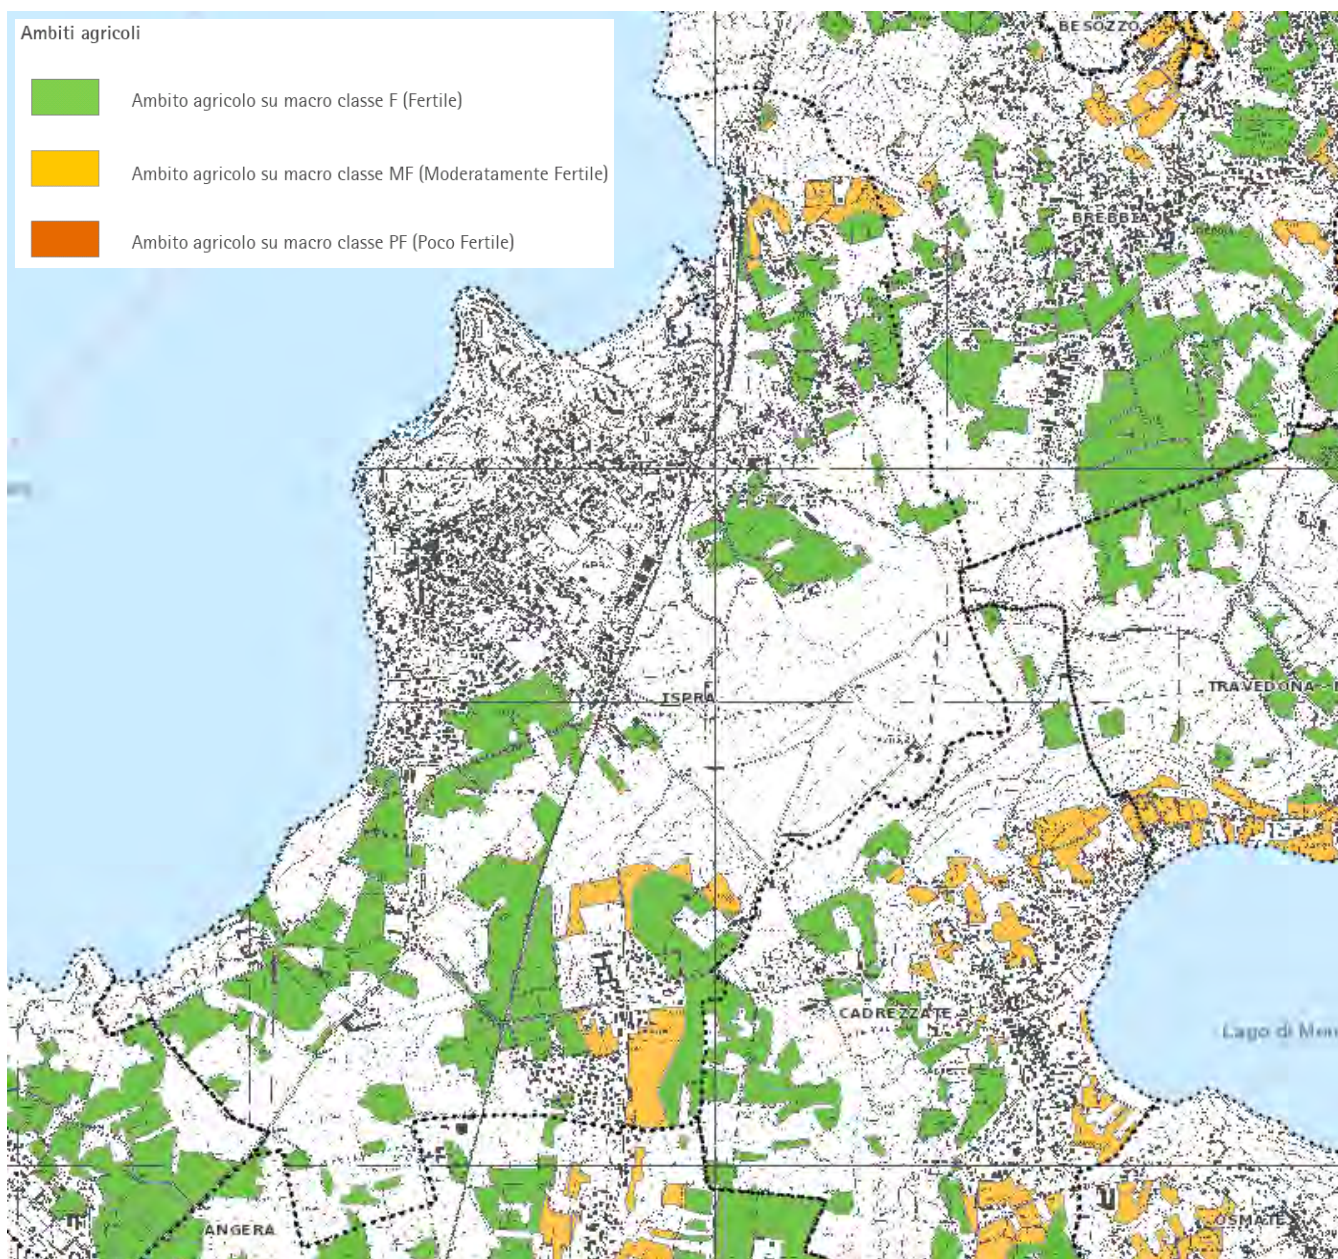 Ambiti agricoli
Ambito agricolo su macro classe F (Fertile)
Ambito agricolo su macro classe MF (Moderatamente Fertile)
Ambito agricolo su macro classe PF (Poco Fertile)
BESOZZO
BREBBIA
ISPRA
TRAVEDONA
CADREZZATE
Lago di Mon
ANGERA
OSMATE